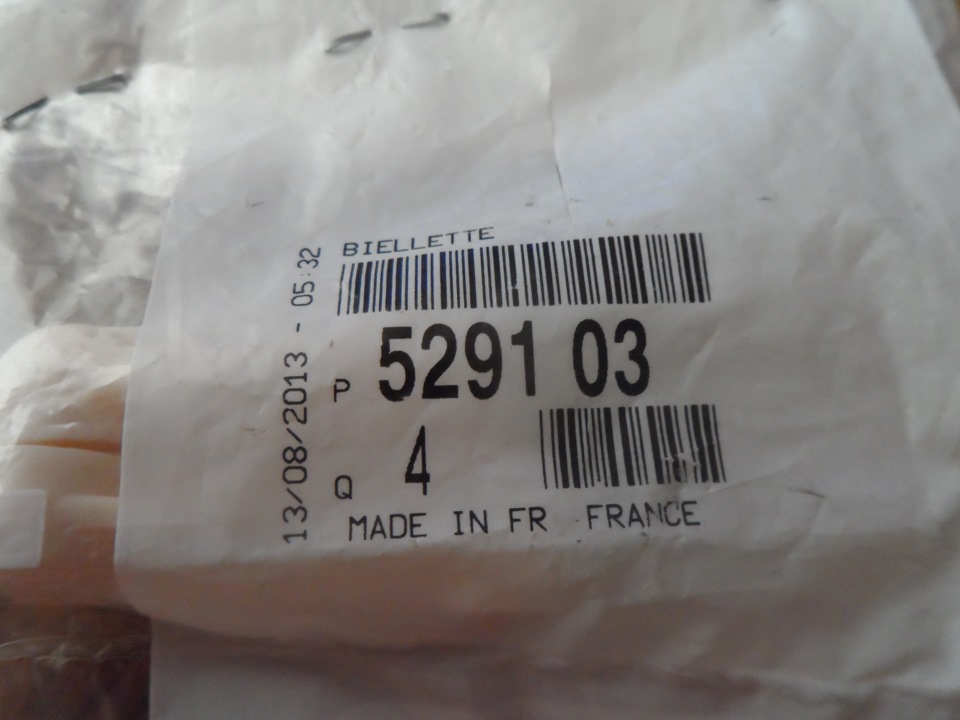 BIELLETTE
13/08/2013 - 05:32
P 5291 03
Q 4
MADE IN FR FRANCE